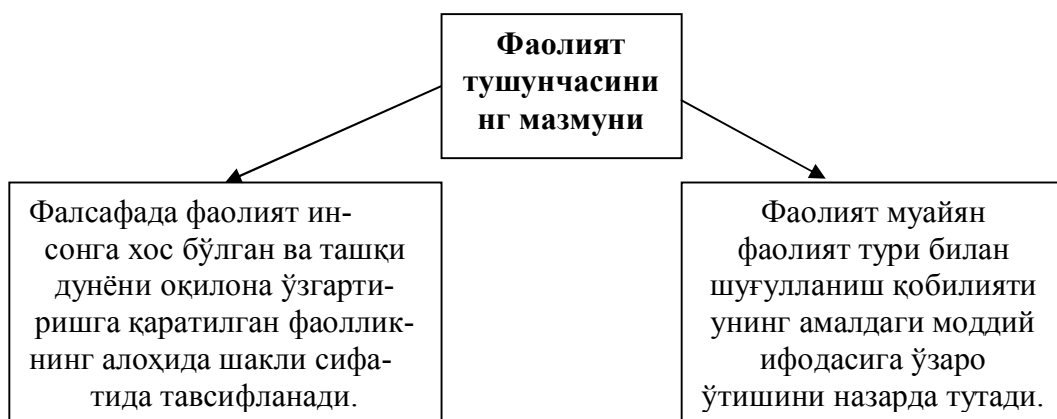 Фаолият
тушунчасини
нг мазмуни
Фалсафада фаолият ин-
сонга хос бўлган ва ташқи
дунёни оқилона ўзгарти-
ришга қаратилган фаоллик-
нинг алоҳида шакли сифа-
тида тавсифланади.
Фаолият муайян
фаолият тури билан
шуғулланиш қобилияти
унинг амалдаги моддий
ифодасига ўзаро
ўтишини назарда тутади.